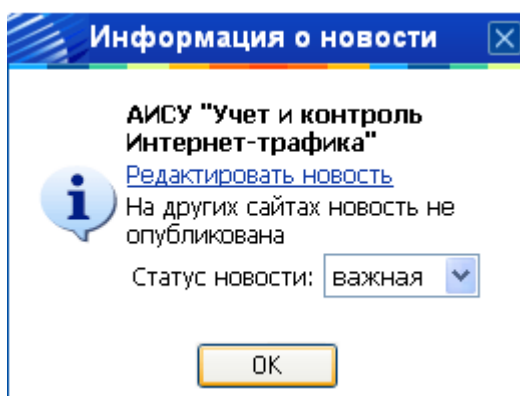 Информация о новости
АИСУ "Учет и контроль
Интернет-трафика"
Редактировать новость
На других сайтах новость не
опубликована
Статус новости: важная
OK